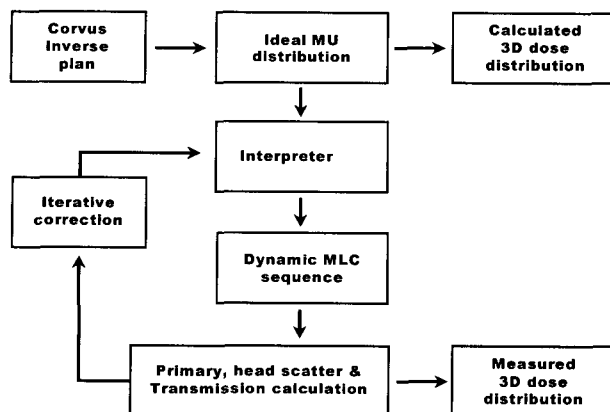 Corvus
Inverse
plan
Ideal MU
distribution
Calculated
3D dose
distribution
Interpreter
Iterative
correction
Dynamic MLC
sequence
Primary, head scatter &
Transmission calculation
Measured
3D dose
distribution